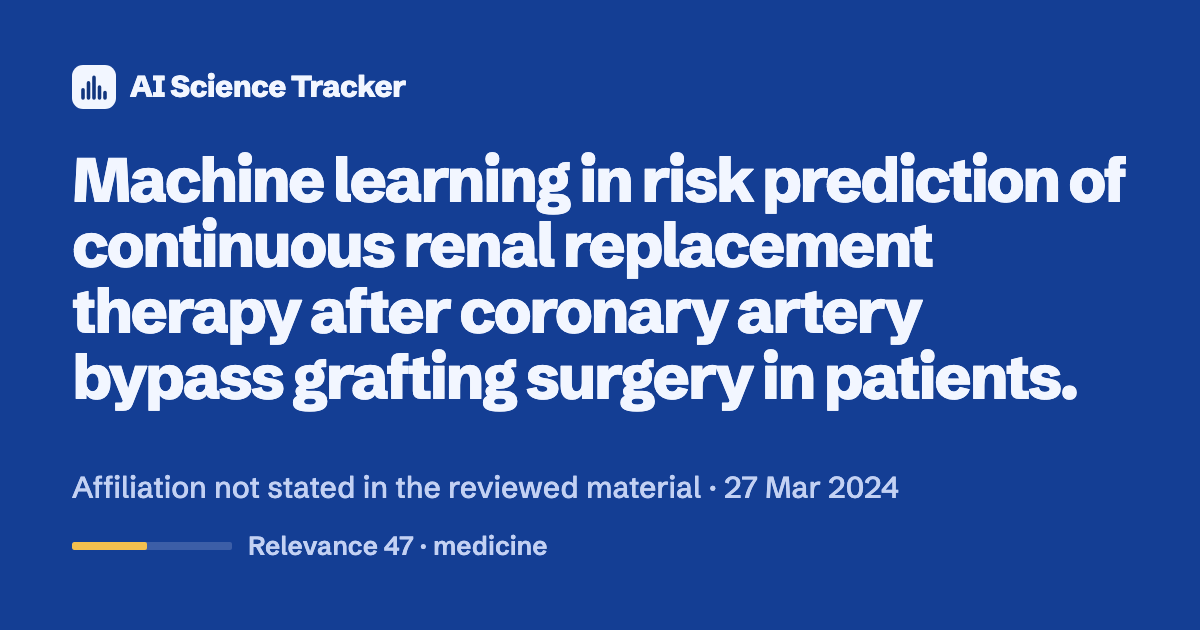 AI Science Tracker
Machine learning in risk prediction of
continuous renal replacement
therapy after coronary artery
bypass grafting surgery in patients.
Affiliation not stated in the reviewed material · 27 Mar 2024
Relevance 47 · medicine